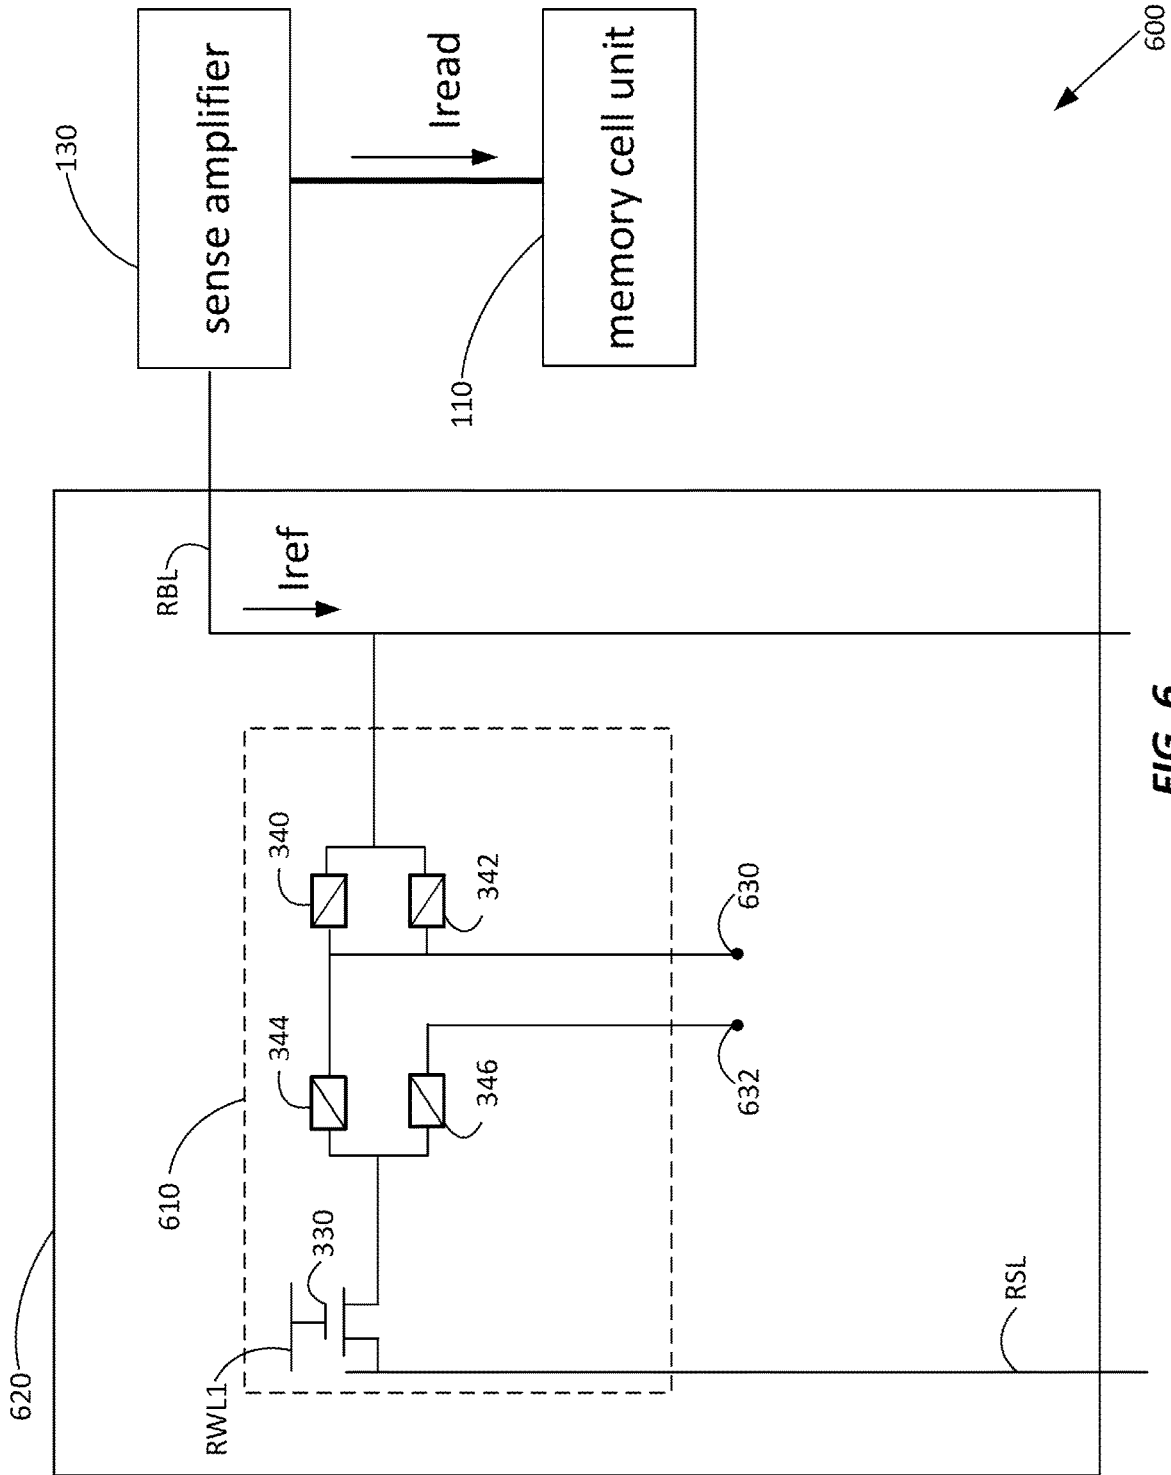 620
130
610
RBL
RWL1
sense amplifier
344
340
Iref
330
Iread
110
346
342
memory cell unit
632
630
RSL
600
FIG. 6